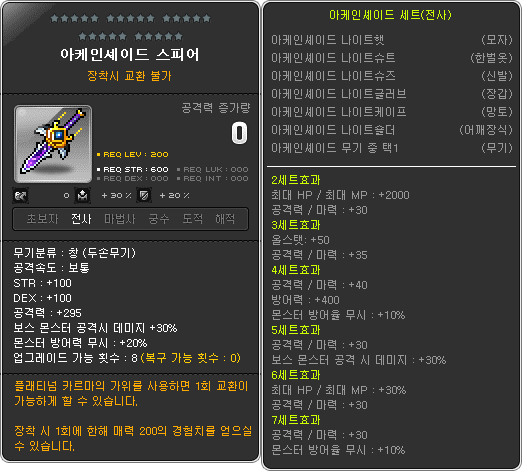 아케인셰이드 스피어
장착시 교환 불가
공격력 증가량
0
REQ LEV : 200
REQ STR : 600
REQ LUK : 000
REQ DEX : 000
REQ INT : 000
0
+ 30 %
+ 20 %
초보자 전사 마법사 궁수 도적 해적
무기분류 : 창 (두손무기)
공격속도 : 보통
STR : +100
DEX : +100
공격력 : +295
보스 몬스터 공격시 데미지 +30%
몬스터 방어력 무시 : +20%
업그레이드 가능 횟수 : 8 (복구 가능 횟수 : 0)
플래티넘 카르마의 가위를 사용하면 1회 교환이
가능하게 할 수 있습니다.
장착 시 1회에 한해 매력 200의 경험치를 얻으실
수 있습니다.
아케인셰이드 세트(전사)
아케인셰이드 나이트햇 (모자)
아케인셰이드 나이트슈트 (한벌옷)
아케인셰이드 나이트슈즈 (신발)
아케인셰이드 나이트글러브 (장갑)
아케인셰이드 나이트케이프 (망토)
아케인셰이드 나이트숄더 (어깨장식)
아케인셰이드 무기 중 택1 (무기)
2세트효과
최대 HP / 최대 MP : +2000
공격력 / 마력 : +30
3세트효과
올스탯: +50
공격력 / 마력 : +35
4세트효과
공격력 / 마력 : +40
방어력 : +400
몬스터 방어율 무시 : +10%
5세트효과
공격력 / 마력 : +30
보스 몬스터 공격 시 데미지 : +30%
6세트효과
최대 HP / 최대 MP : +30%
공격력 / 마력 : +30
7세트효과
공격력 / 마력 : +30
몬스터 방어율 무시 : +10%